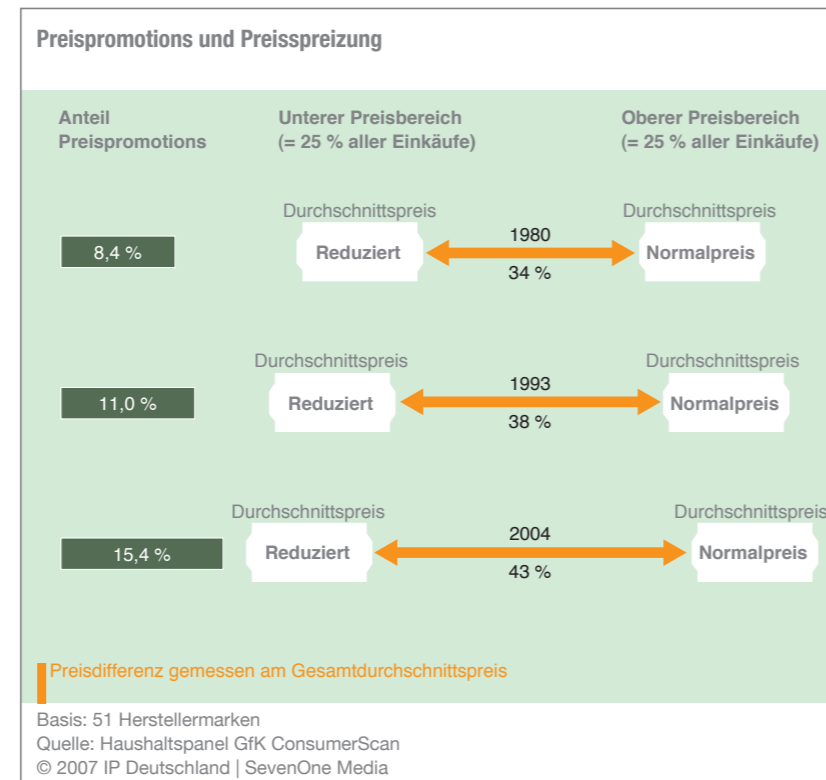 Preispromotions und Preisspreizung
Anteil
Preispromotions
Unterer Preisbereich
(= 25 % aller Einkäufe)
Oberer Preisbereich
(= 25 % aller Einkäufe)
Durchschnittspreis
Durchschnittspreis
8,4 %
Reduziert
1980
34 %
Normalpreis
Durchschnittspreis
Durchschnittspreis
11,0 %
Reduziert
1993
38 %
Normalpreis
Durchschnittspreis
Durchschnittspreis
15,4 %
Reduziert
2004
43 %
Normalpreis
Preisdifferenz gemessen am Gesamtdurchschnittspreis
Basis: 51 Herstellermarken
Quelle: Haushaltspanel GfK ConsumerScan
© 2007 IP Deutschland | SevenOne Media